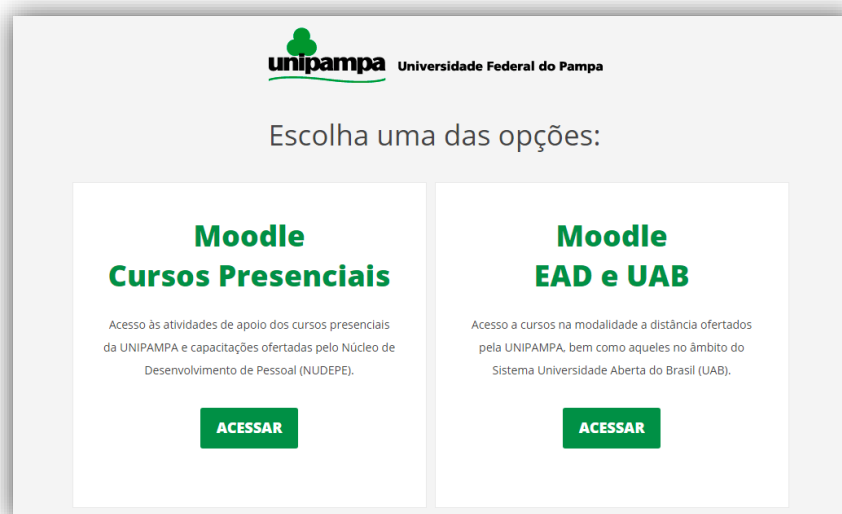 unipampa Universidade Federal do Pampa
Escolha uma das opções:
Moodle
Cursos Presenciais
Acesso às atividades de apoio dos cursos presenciais
da UNIPAMPA e capacitações ofertadas pelo Núcleo de
Desenvolvimento de Pessoal (NUDEPE).
ACESSAR
Moodle
EAD e UAB
Acesso a cursos na modalidade a distância ofertados
pela UNIPAMPA, bem como aqueles no âmbito do
Sistema Universidade Aberta do Brasil (UAB).
ACESSAR